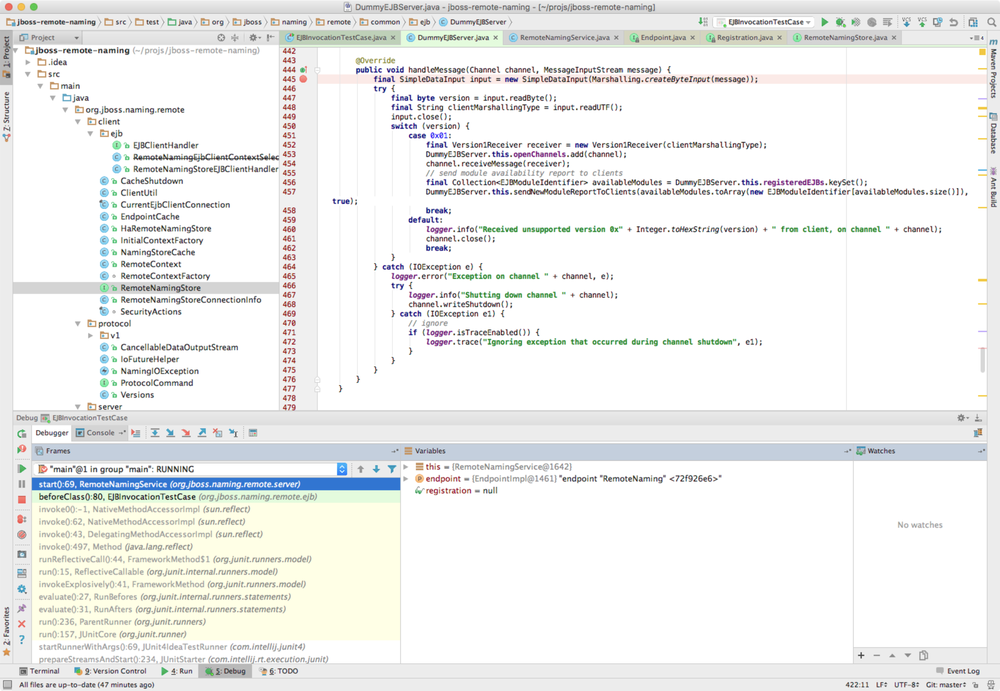 DummyEJBServer.java - jboss-remote-naming - [~/projs/jboss-remote-naming]
jboss-remote-naming src test java org jboss naming remote common ejb DummyEJBServer
EJBInvocationTestCase
VCS VCS
Project
EJBInvocationTestCase.java DummyEJBServer.java RemoteNamingService.java Endpoint.java Registration.java RemoteNamingStore.java 4
1: Project
Z: Structure
2: Favorites
jboss-remote-naming (~/projs/jboss-remote-naming)
.idea
src
main
java
org.jboss.naming.remote
client
ejb
EJBClientHandler
RemoteNamingEjbClientContextSelec
RemoteNamingStoreEJBClientHandler
CacheShutdown
ClientUtil
CurrentEjbClientConnection
EndpointCache
HaRemoteNamingStore
InitialContextFactory
NamingStoreCache
RemoteContext
RemoteContextFactory
RemoteNamingStore
RemoteNamingStoreConnectionInfo
SecurityActions
protocol
v1
CancellableDataOutputStream
IoFutureHelper
NamingIOException
ProtocolCommand
Versions
server
442
443 @Override
444 public void handleMessage(Channel channel, MessageInputStream message) {
445 final SimpleDataInput input = new SimpleDataInput(Marshalling.createByteInput(message));
446 try {
447 final byte version = input.readByte();
448 final String clientMarshallingType = input.readUTF();
449 input.close();
450 switch (version) {
451 case 0x01:
452 final Version1Receiver receiver = new Version1Receiver(clientMarshallingType);
453 DummyEJBServer.this.openChannels.add(channel);
454 channel.receiveMessage(receiver);
455 // send module availability report to clients
456 final Collection<EJBModuleIdentifier> availableModules = DummyEJBServer.this.registeredEJBs.keySet();
457 DummyEJBServer.this.sendNewModuleReportToClients(availableModules.toArray(new EJBModuleIdentifier[availableModules.size()]),
true);
458 break;
459 default:
460 logger.info("Received unsupported version 0x" + Integer.toHexString(version) + " from client, on channel " + channel);
461 channel.close();
462 break;
463 }
464 } catch (IOException e) {
465 logger.error("Exception on channel " + channel, e);
466 try {
467 logger.info("Shutting down channel " + channel);
468 channel.writeShutdown();
469 } catch (IOException e1) {
470 // ignore
471 if (logger.isTraceEnabled()) {
472 logger.trace("Ignoring exception that occurred during channel shutdown", e1);
473 }
474 }
475 }
476 }
477 }
478
479
m Maven Projects
Database
Ant Build
Debug EJBInvocationTestCase
Debugger Console
Frames
"main"@1 in group "main": RUNNING
start():69, RemoteNamingService (org.jboss.naming.remote.server)
beforeClass():80, EJBInvocationTestCase (org.jboss.naming.remote.ejb)
invoke0():-1, NativeMethodAccessorImpl (sun.reflect)
invoke():62, NativeMethodAccessorImpl (sun.reflect)
invoke():43, DelegatingMethodAccessorImpl (sun.reflect)
invoke():497, Method (java.lang.reflect)
runReflectiveCall():44, FrameworkMethod$1 (org.junit.runners.model)
run():15, ReflectiveCallable (org.junit.internal.runners.model)
invokeExplosively():41, FrameworkMethod (org.junit.runners.model)
evaluate():27, RunBefores (org.junit.internal.runners.statements)
evaluate():31, RunAfters (org.junit.internal.runners.statements)
run():236, ParentRunner (org.junit.runners)
run():157, JUnitCore (org.junit.runner)
startRunnerWithArgs():69, JUnit4IdeaTestRunner (com.intellij.junit4)
prepareStreamsAndStart():234, JUnitStarter (com.intellij.rt.execution.junit)
Variables
this = {RemoteNamingService@1642}
endpoint = {EndpointImpl@1461} "endpoint "RemoteNaming" <72f926e6>"
registration = null
Watches
No watches
Terminal 9: Version Control 4: Run 5: Debug 6: TODO Event Log
All files are up-to-date (47 minutes ago) 422:11 LF UTF-8 Git: master